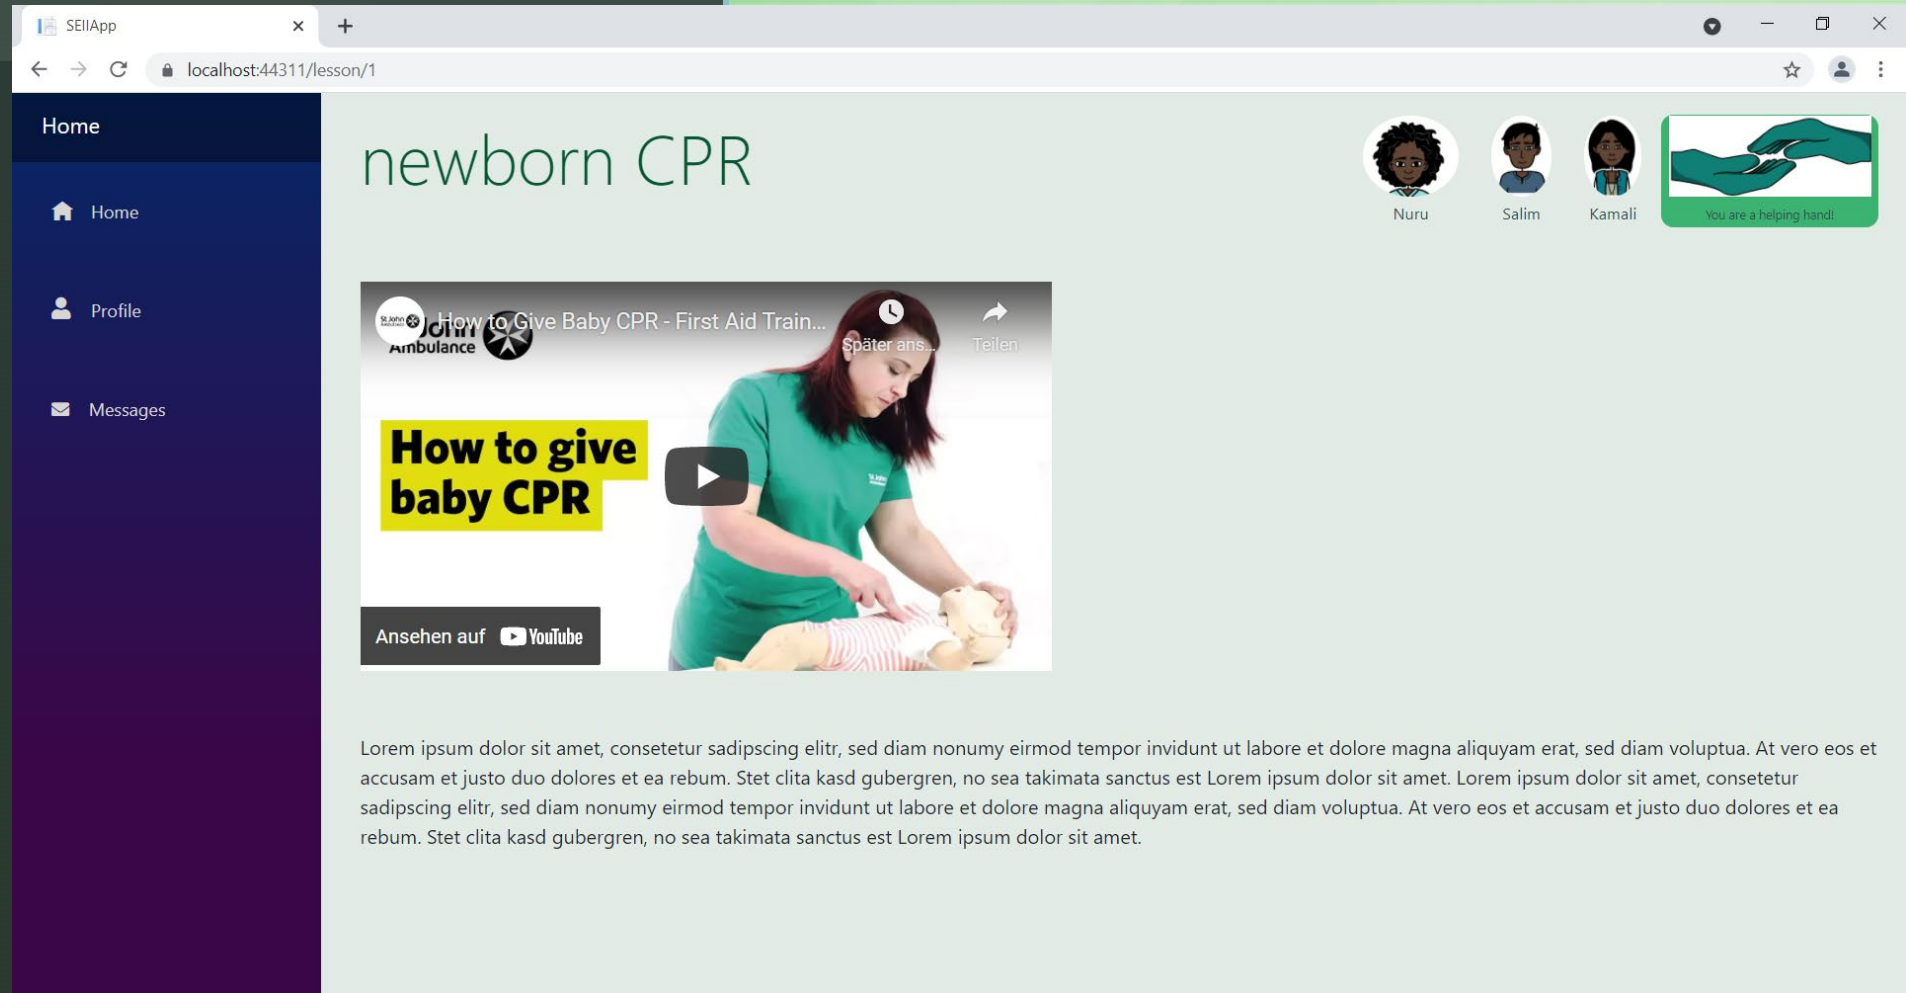 SEIIApp
localhost:44311/lesson/1
Home
Home
Profile
Messages
newborn CPR
Nuru
Salim
Kamali
You are a helping hand!
How to Give Baby CPR - First Aid Train...
Ambulance
Später ans...
Teilen
How to give
baby CPR
Ansehen auf YouTube
Lorem ipsum dolor sit amet, consetetur sadipscing elitr, sed diam nonumy eirmod tempor invidunt ut labore et dolore magna aliquyam erat, sed diam voluptua. At vero eos et
accusam et justo duo dolores et ea rebum. Stet clita kasd gubergren, no sea takimata sanctus est Lorem ipsum dolor sit amet. Lorem ipsum dolor sit amet, consetetur
sadipscing elitr, sed diam nonumy eirmod tempor invidunt ut labore et dolore magna aliquyam erat, sed diam voluptua. At vero eos et accusam et justo duo dolores et ea
rebum. Stet clita kasd gubergren, no sea takimata sanctus est Lorem ipsum dolor sit amet.